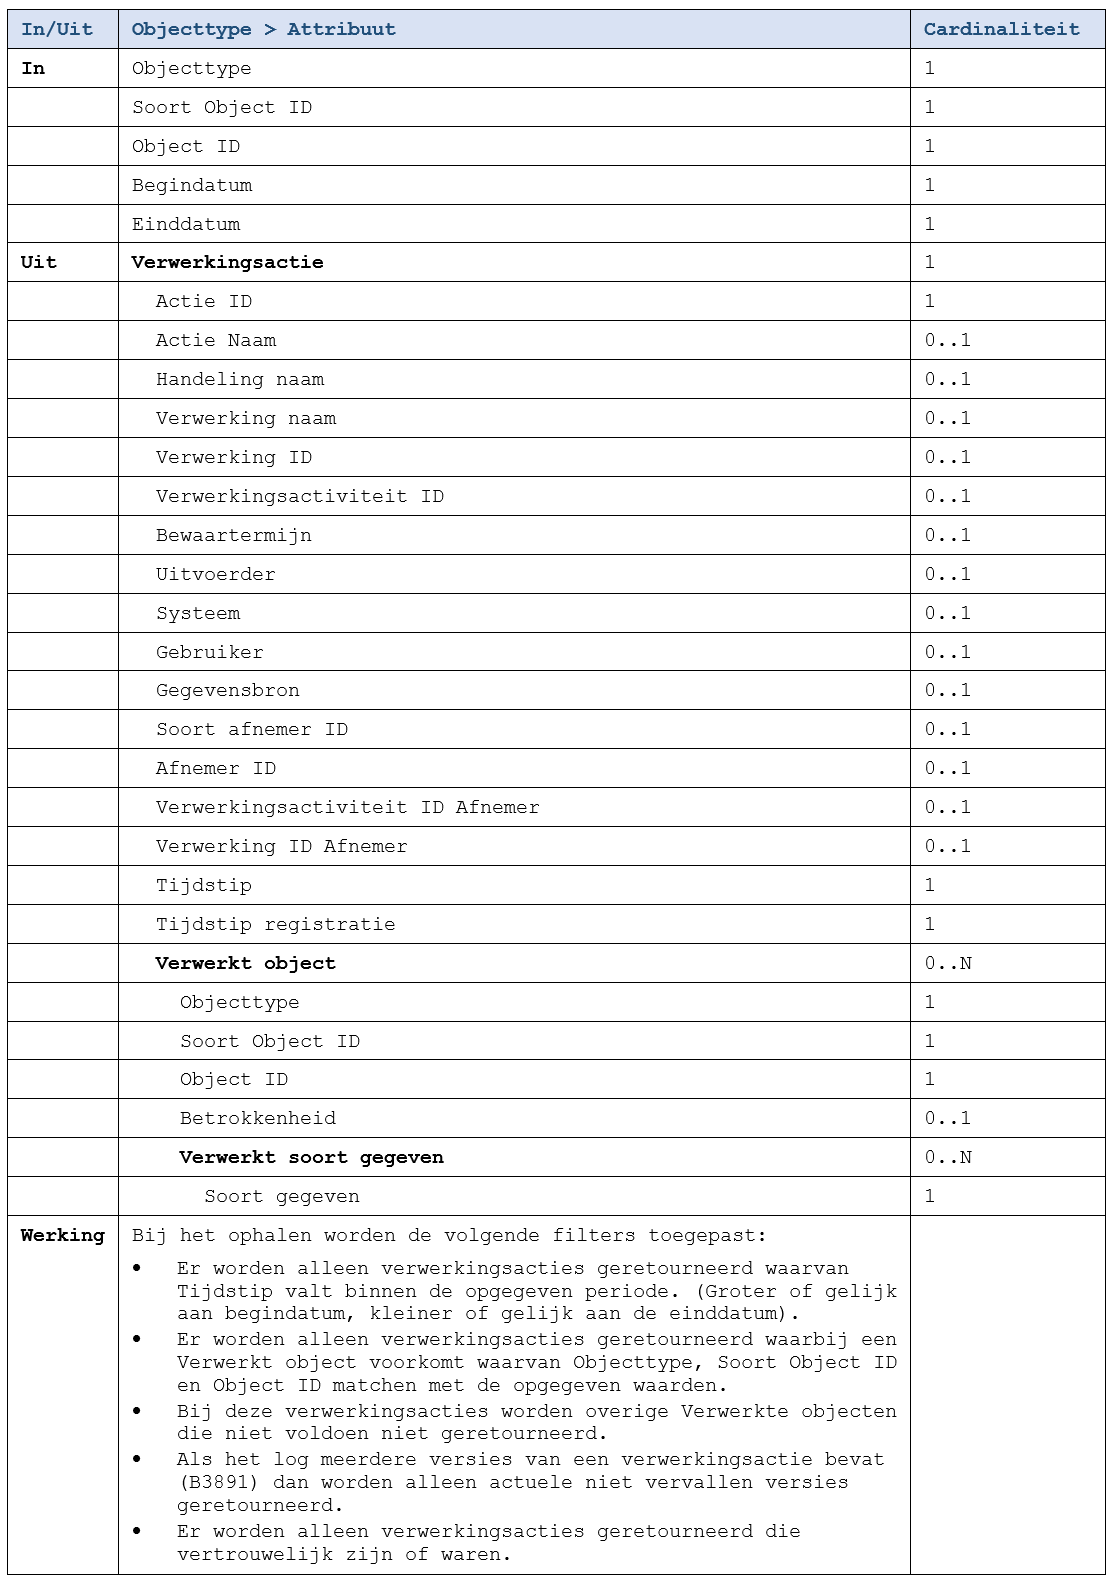 In/Uit Objecttype > Attribuut Cardinaliteit
In Objecttype 1
Soort Object ID 1
Object ID 1
Begindatum 1
Einddatum 1
Uit Verwerkingsactie 1
Actie ID 1
Actie Naam 0..1
Handeling naam 0..1
Verwerking naam 0..1
Verwerking ID 0..1
Verwerkingsactiviteit ID 0..1
Bewaartermijn 0..1
Uitvoerder 0..1
Systeem 0..1
Gebruiker 0..1
Gegevensbron 0..1
Soort afnemer ID 0..1
Afnemer ID 0..1
Verwerkingsactiviteit ID Afnemer 0..1
Verwerking ID Afnemer 0..1
Tijdstip 1
Tijdstip registratie 1
Verwerkt object 0..N
Objecttype 1
Soort Object ID 1
Object ID 1
Betrokkenheid 0..1
Verwerkt soort gegeven 0..N
Soort gegeven 1
Werking Bij het ophalen worden de volgende filters toegepast:
• Er worden alleen verwerkingsacties geretourneerd waarvan
Tijdstip valt binnen de opgegeven periode. (Groter of gelijk
aan begindatum, kleiner of gelijk aan de einddatum).
• Er worden alleen verwerkingsacties geretourneerd waarbij een
Verwerkt object voorkomt waarvan Objecttype, Soort Object ID
en Object ID matchen met de opgegeven waarden.
• Bij deze verwerkingsacties worden overige Verwerkte objecten
die niet voldoen niet geretourneerd.
• Als het log meerdere versies van een verwerkingsactie bevat
(B3891) dan worden alleen actuele niet vervallen versies
geretourneerd.
• Er worden alleen verwerkingsacties geretourneerd die
vertrouwelijk zijn of waren.